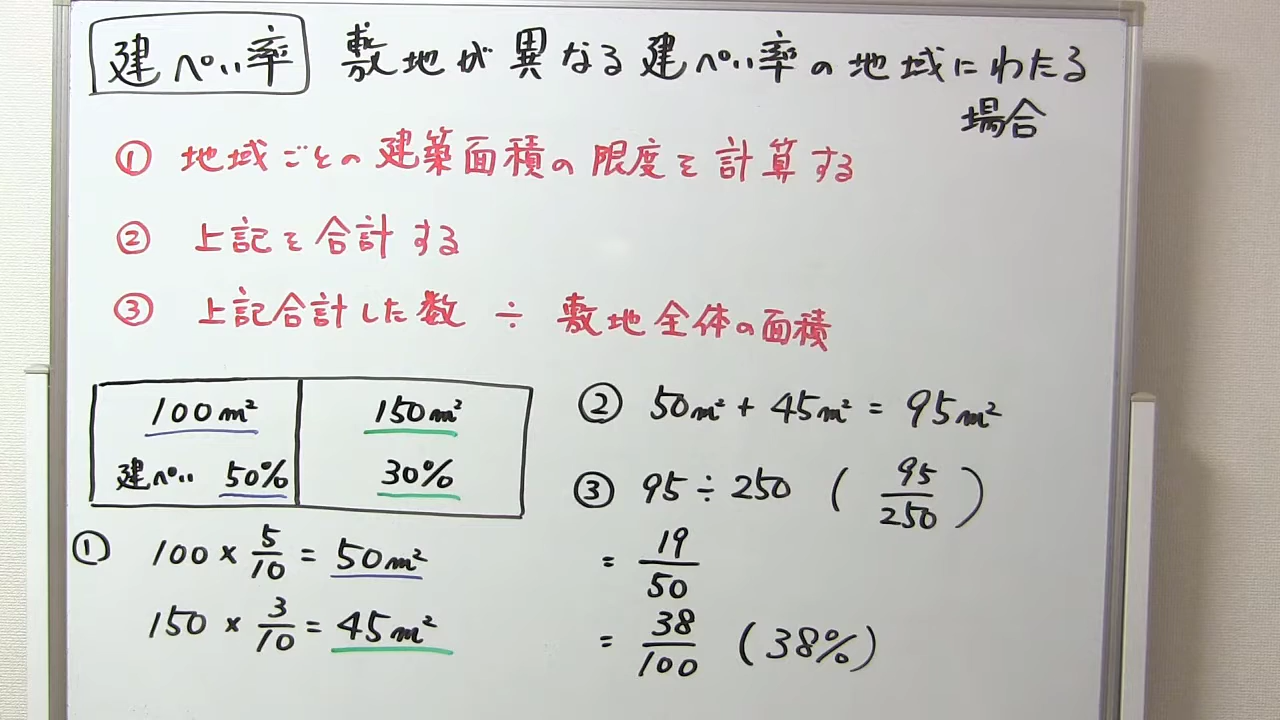 建ぺい率 敷地が異なる建ぺい率の地域にわたる
場合
① 地域ごとの建築面積の限度を計算する
② 上記を合計する
③ 上記合計した数 ÷ 敷地全体の面積
100m² 150m²
建ぺい 50% 30%
① 100 × 5/10 = 50m²
150 × 3/10 = 45m²
② 50m² + 45m² = 95m²
③ 95 ÷ 250 ( 95/250 )
= 19/50
= 38/100 (38%)